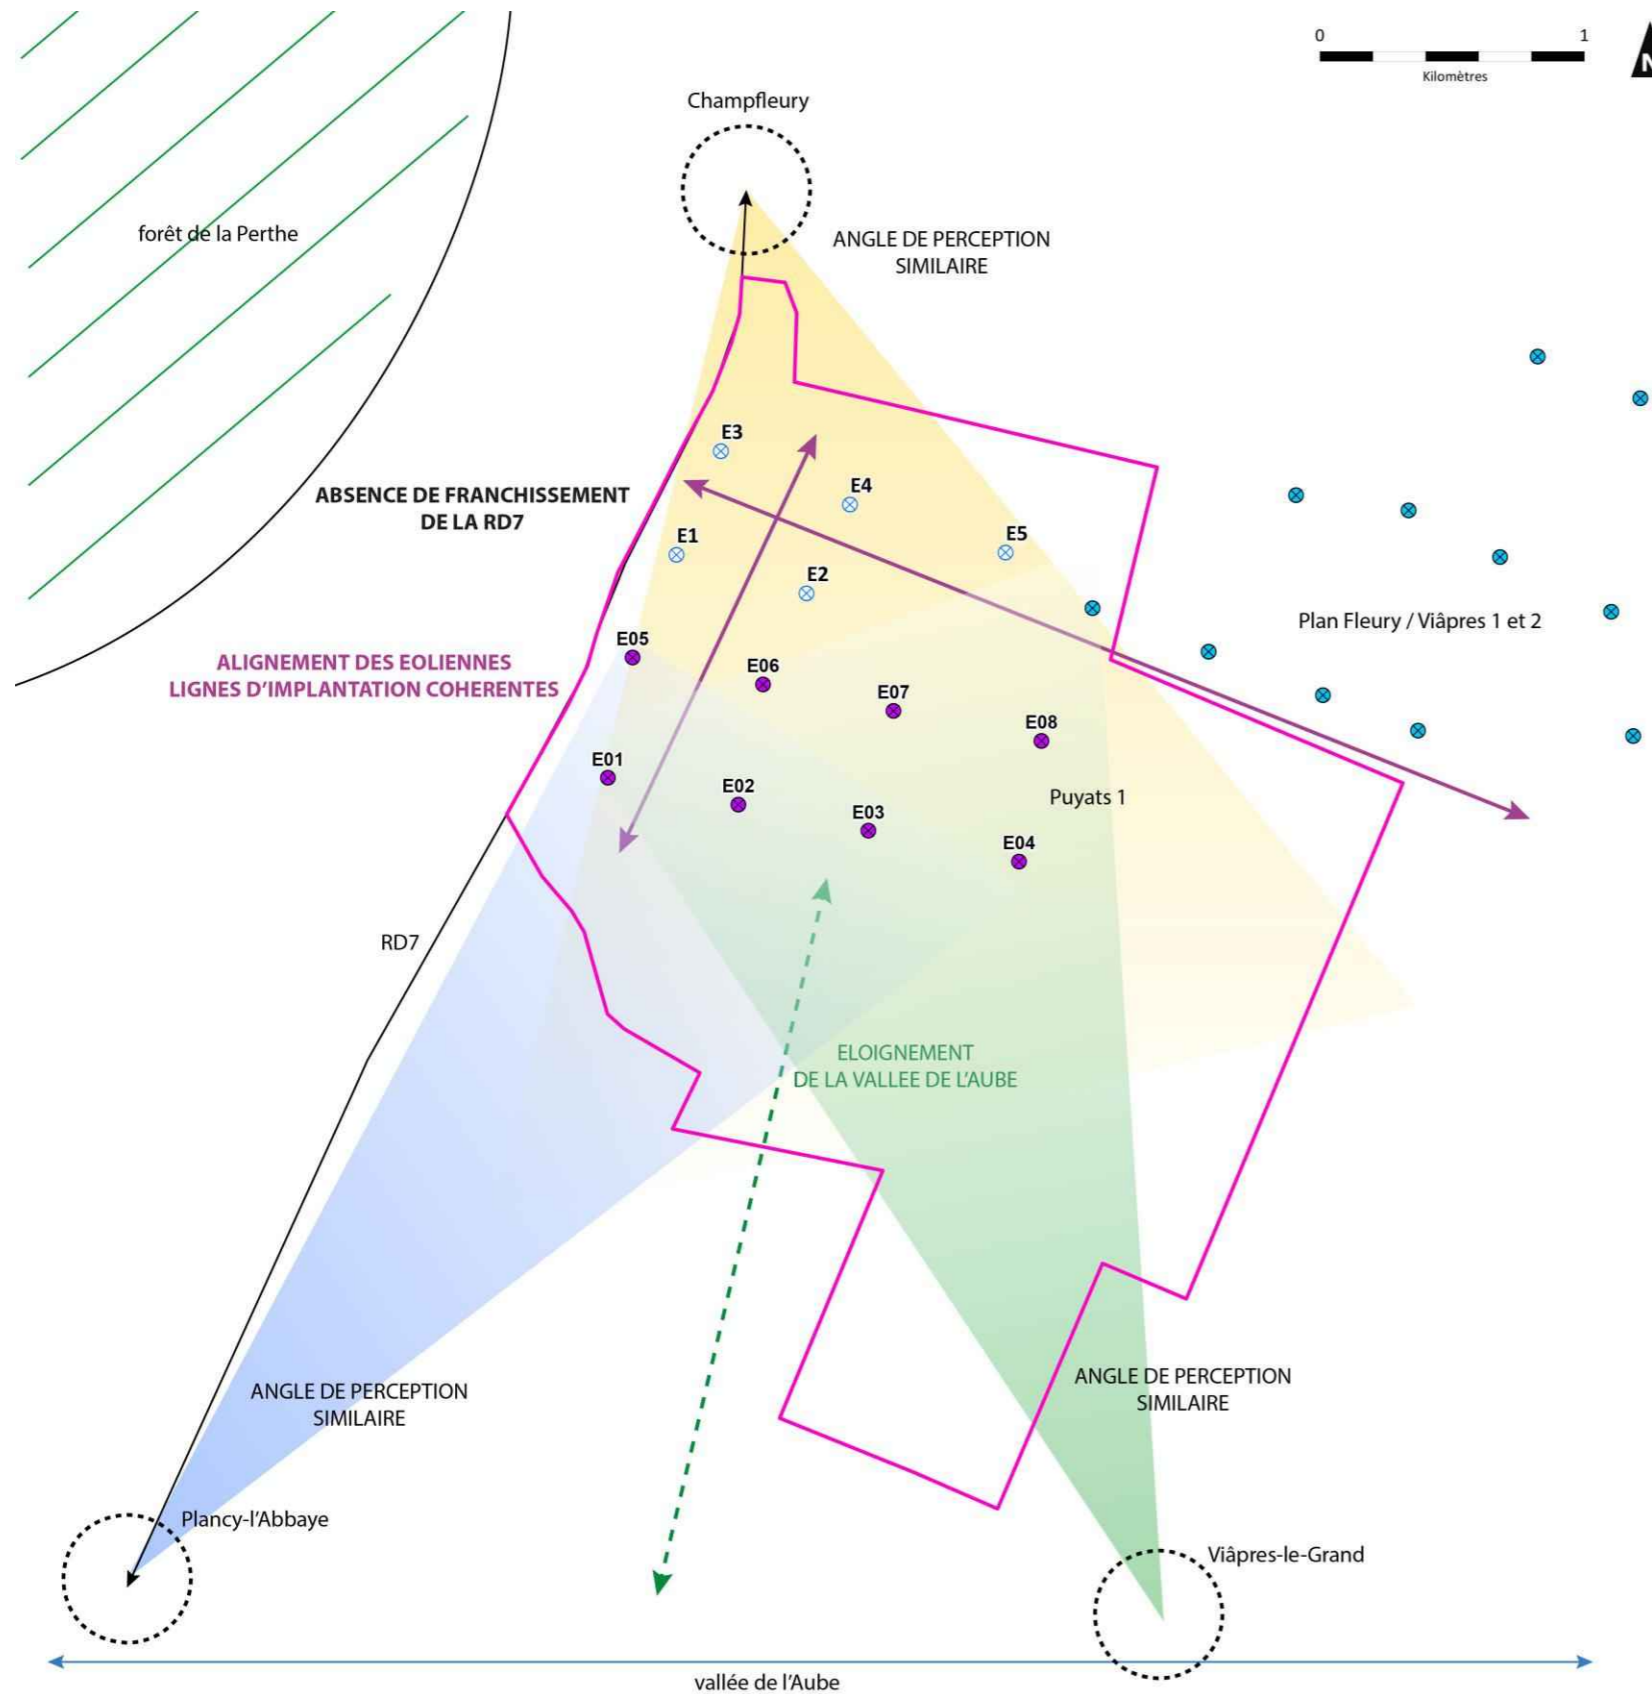 0 1
Kilomètres
N
Champfleury
forêt de la Perthe
ANGLE DE PERCEPTION
SIMILAIRE
E3
E4
ABSENCE DE FRANCHISSEMENT
DE LA RD7
E1
E5
E2
Plan Fleury / Viâpres 1 et 2
E05
ALIGNEMENT DES EOLIENNES
LIGNES D'IMPLANTATION COHERENTES
E06
E07
E08
E01
E02
Puyats 1
E03
E04
RD7
ELOIGNEMENT
DE LA VALLEE DE L'AUBE
ANGLE DE PERCEPTION
SIMILAIRE
ANGLE DE PERCEPTION
SIMILAIRE
Plancy-l'Abbaye
Viâpres-le-Grand
vallée de l'Aube